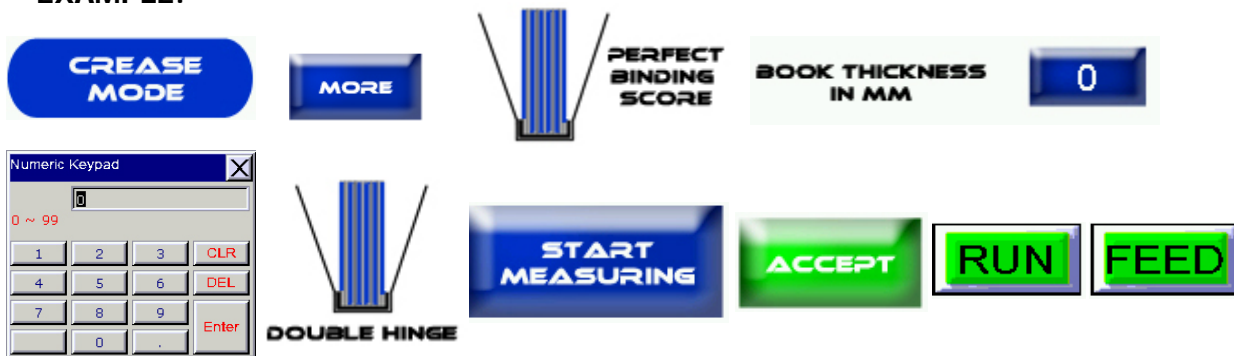 CREASE
MODE
MORE
PERFECT
BINDING
SCORE
BOOK THICKNESS
IN MM
0
Numeric Keypad
X
0
0 ~ 99
1 2 3 CLR
4 5 6 DEL
7 8 9 Enter
0 .
DOUBLE HINGE
START
MEASURING
ACCEPT
RUN
FEED